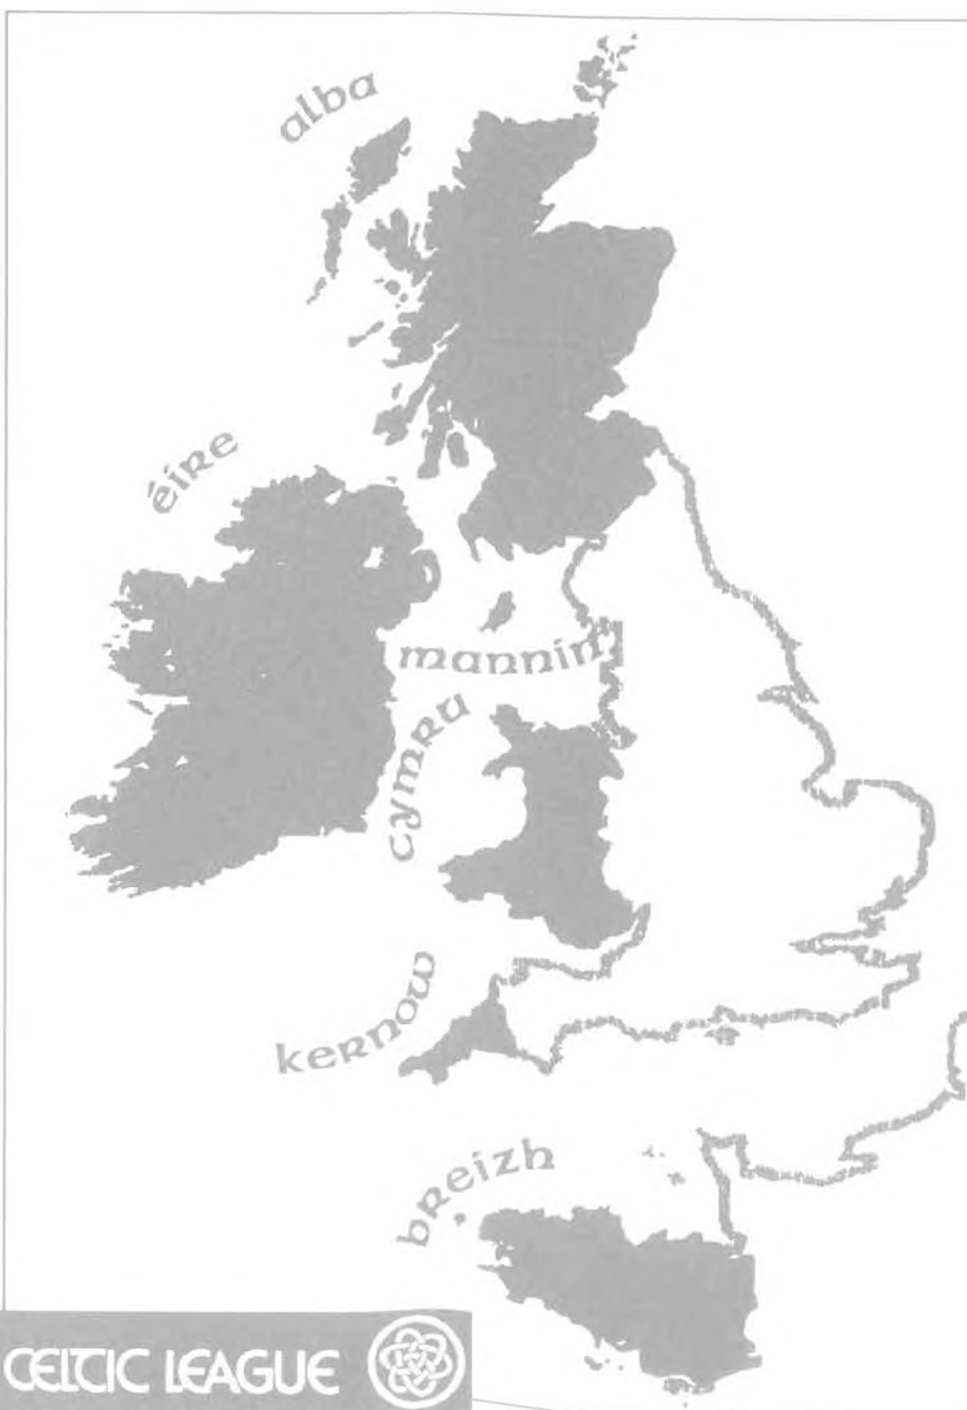 alba
éire
mannin
cymru
kernow
breizh
CELTIC LEAGUE